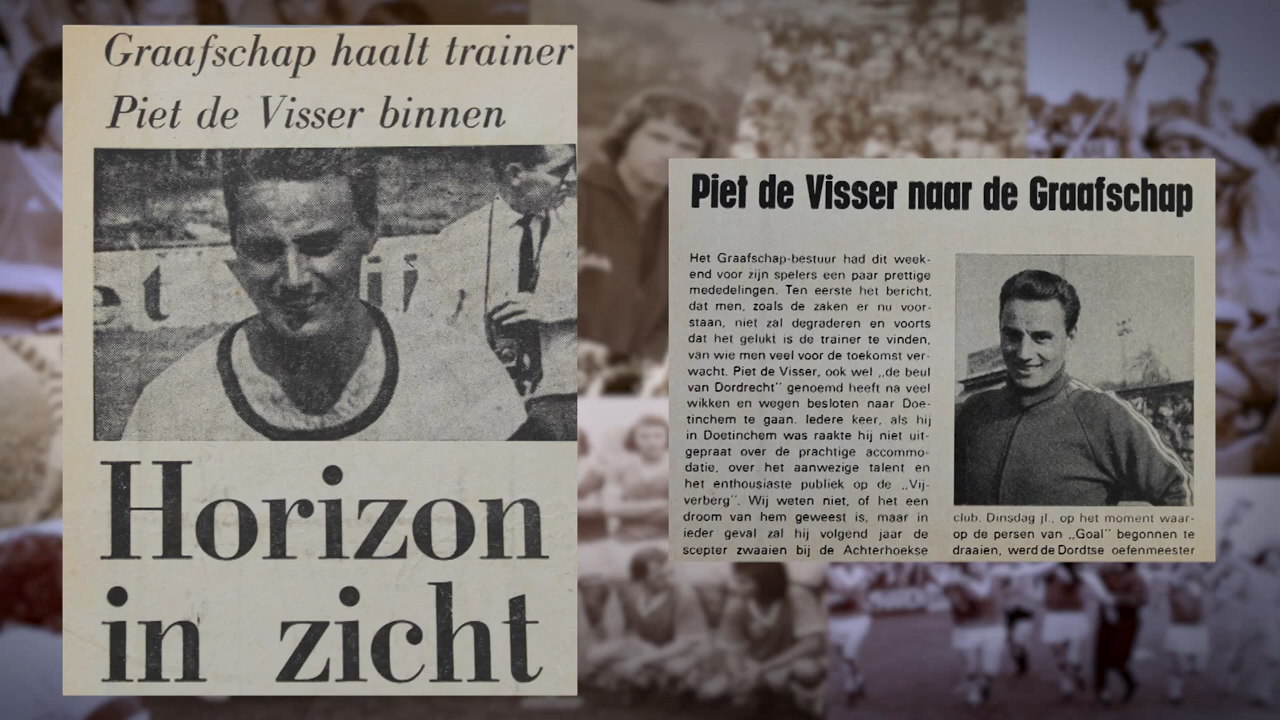 Graafschap haalt trainer
Piet de Visser binnen
Horizon
in zicht
Piet de Visser naar de Graafschap
Het Graafschap-bestuur had dit week-
end voor zijn spelers een paar prettige
mededelingen. Ten eerste het bericht,
dat men, zoals de zaken er nu voor-
staan, niet zal degraderen en voorts
dat het gelukt is de trainer te vinden,
van wie men veel voor de toekomst ver-
wacht. Piet de Visser, ook wel „de beul
van Dordrecht" genoemd heeft na veel
wikken en wegen besloten naar Doe-
tinchem te gaan. Iedere keer, als hij
in Doetinchem was raakte hij niet uit-
gepraat over de prachtige accommo-
datie, over het aanwezige talent en
het enthousiaste publiek op de „Vij-
verberg". Wij weten niet, of het een
droom van hem geweest is, maar in
ieder geval zal hij volgend jaar de
scepter zwaaien bij de Achterhoekse
club. Dinsdag jl., op het moment waar-
op de persen van „Goal" begonnen te
draaien, werd de Dordtse oefenmeester